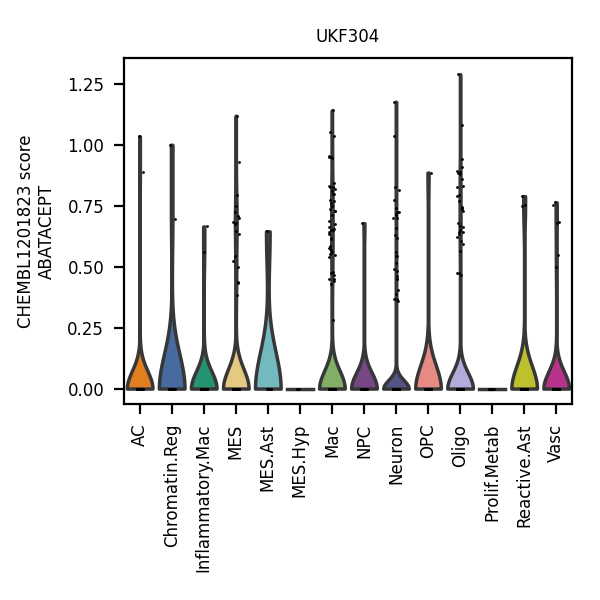 UKF304
CHEMBL1201823 score
ABATACEPT
1.25
1.00
0.75
0.50
0.25
0.00
AC
Chromatin.Reg
Inflammatory.Mac
MES
MES.Ast
MES.Hyp
Mac
NPC
Neuron
OPC
Oligo
Prolif.Metab
Reactive.Ast
Vasc